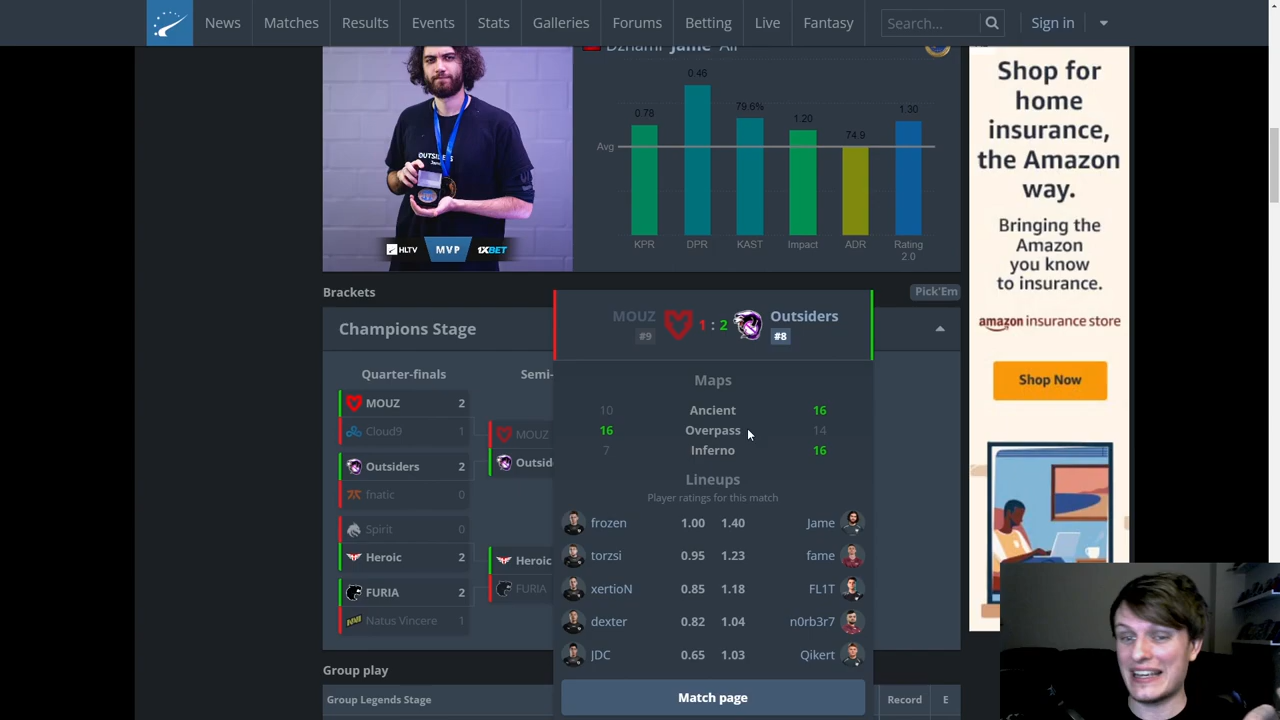 News Matches Results Events Stats Galleries Forums Betting Live Fantasy Search... Sign in
Jame
0.78
0.46
79.6%
1.20
74.9
1.30
Avg
KPR DPR KAST Impact ADR Rating
2.0
OUTSIDERS
HLTV MVP 1XBET
Brackets Pick'Em
Champions Stage
Quarter-finals Semi-
MOUZ 2
Cloud9 1
Outsiders 2
fnatic 0
Spirit 0
Heroic 2
FURIA 2
Natus Vincere 1
MOUZ
Outsid
Heroic
FURIA
MOUZ 1 : 2 Outsiders
#9 #8
Maps
10 Ancient 16
16 Overpass 14
7 Inferno 16
Lineups
Player ratings for this match
frozen 1.00 1.40 Jame
torzsi 0.95 1.23 fame
xertioN 0.85 1.18 FL1T
dexter 0.82 1.04 n0rb3r7
JDC 0.65 1.03 Qikert
Match page
Group play
Group Legends Stage Record E
Shop for
home
insurance,
the Amazon
way.
Bringing the
Amazon
you know
to insurance.
amazon insurance store
Shop Now